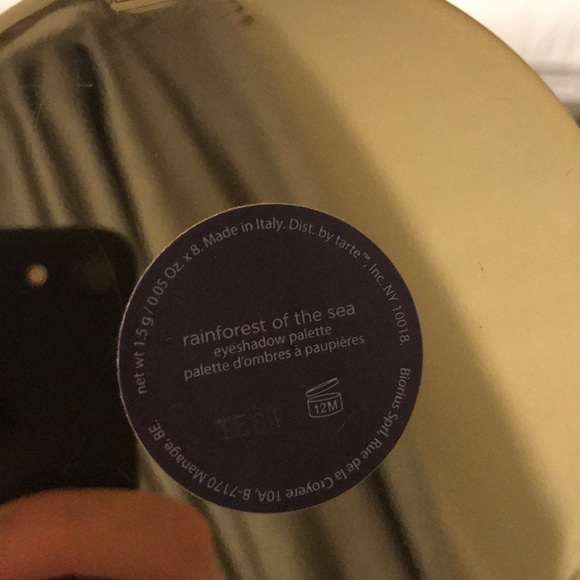 net wt 1.5 g / 0.05 Oz. x 8. Made in Italy. Dist. by tarte™, Inc. NY 10018.
rainforest of the sea
eyeshadow palette
palette d'ombres à paupières
12M
Biorius Sprl, Rue de la Croyere 10A, B-7170 Manage, BE.